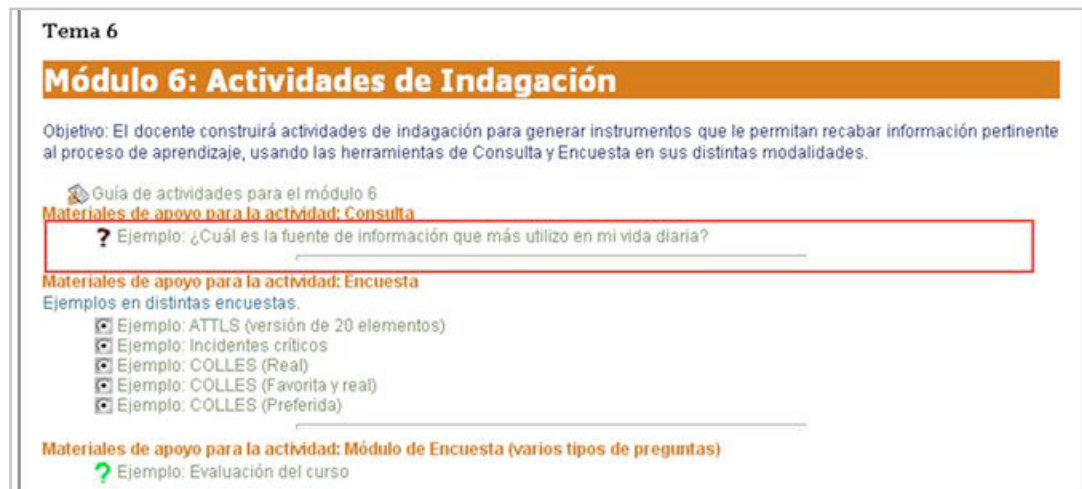 Tema 6
Módulo 6: Actividades de Indagación
Objetivo: El docente construirá actividades de indagación para generar instrumentos que le permitan recabar información pertinente
al proceso de aprendizaje, usando las herramientas de Consulta y Encuesta en sus distintas modalidades.
Guía de actividades para el módulo 6
Materiales de apoyo para la actividad: Consulta
? Ejemplo: ¿Cuál es la fuente de información que más utilizo en mi vida diaria?
Materiales de apoyo para la actividad: Encuesta
Ejemplos en distintas encuestas.
Ejemplo: ATTLS (versión de 20 elementos)
Ejemplo: Incidentes críticos
Ejemplo: COLLES (Real)
Ejemplo: COLLES (Favorita y real)
Ejemplo: COLLES (Preferida)
Materiales de apoyo para la actividad: Módulo de Encuesta (varios tipos de preguntas)
? Ejemplo: Evaluación del curso